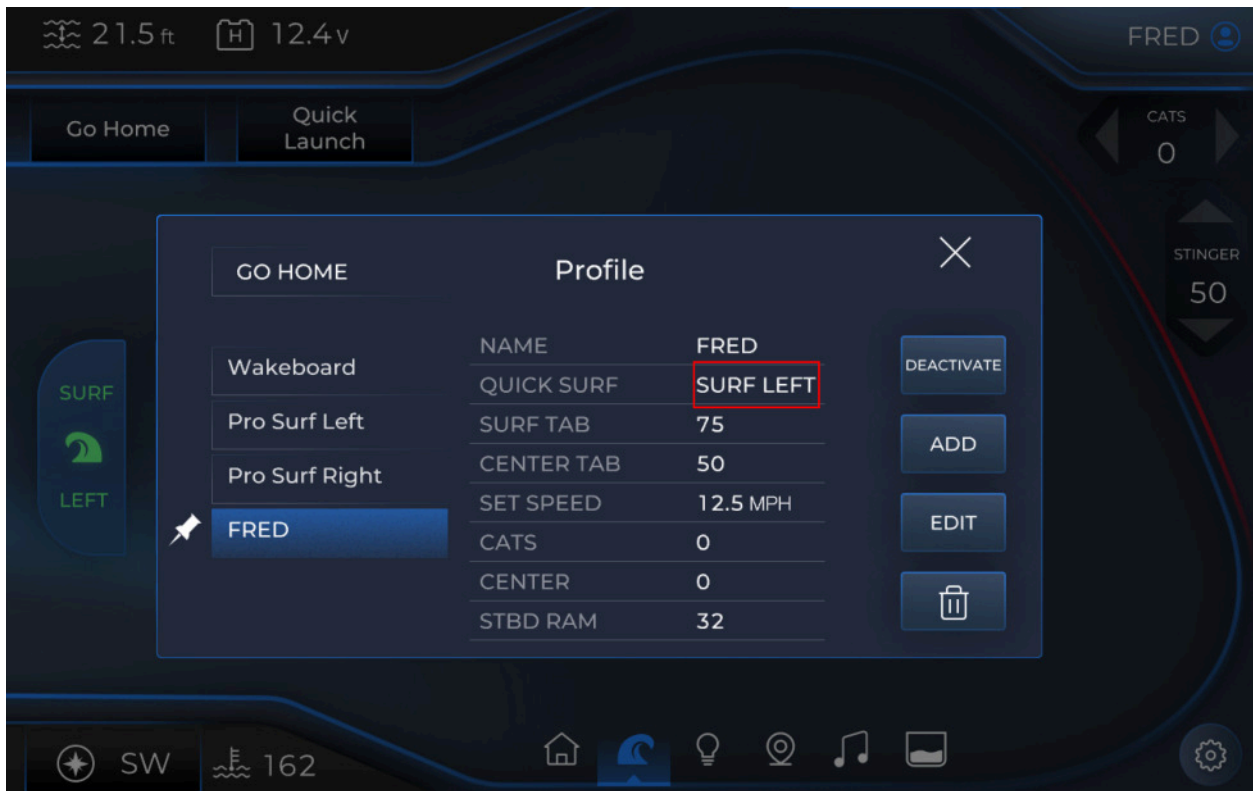 21.5 ft H 12.4 v FRED
Go Home
Quick
Launch
CATS
0
STINGER
50
SURF
LEFT
GO HOME Profile
Wakeboard
Pro Surf Left
Pro Surf Right
FRED
NAME FRED
QUICK SURF SURF LEFT
SURF TAB 75
CENTER TAB 50
SET SPEED 12.5 MPH
CATS 0
CENTER 0
STBD RAM 32
DEACTIVATE
ADD
EDIT
SW 162